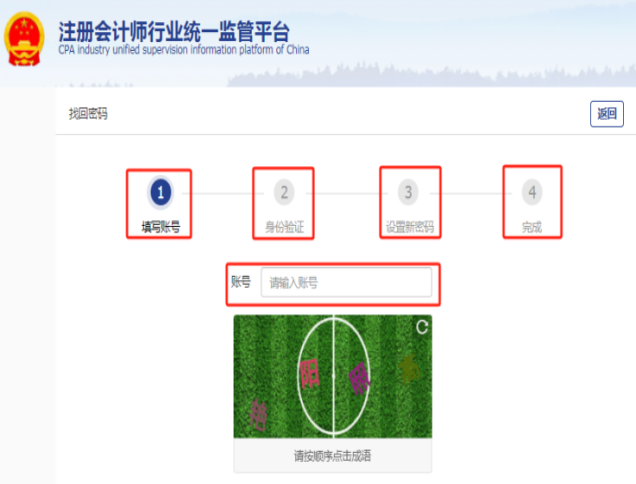 注册会计师行业统一监管平台
CPA industry unified supervision information platform of China
找回密码
返回
1
2
3
4
填写账号
身份验证
设置新密码
完成
账号
请输入账号
阳
请按顺序点击成语